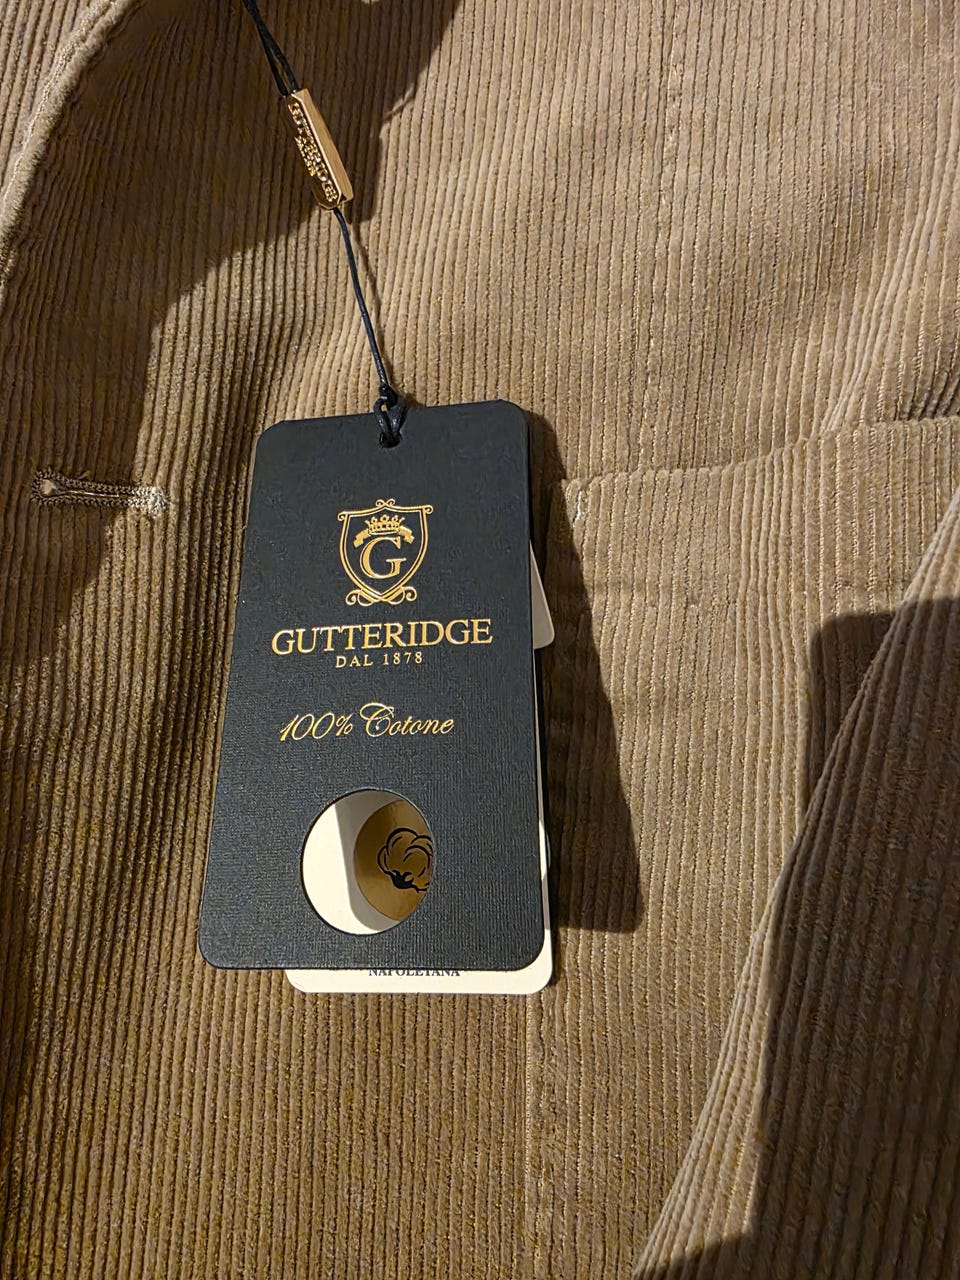 G
GUTTERIDGE
DAL 1878
100% Cotone
NAPOLETANA